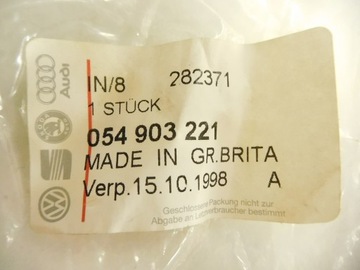 Audi
IN/8 282371
1 STÜCK
054 903 221
MADE IN GR.BRITA
Verp.15.10.1998 A
Geschlossene Packung nicht zur
Abgabe an Letztverbraucher bestimmt